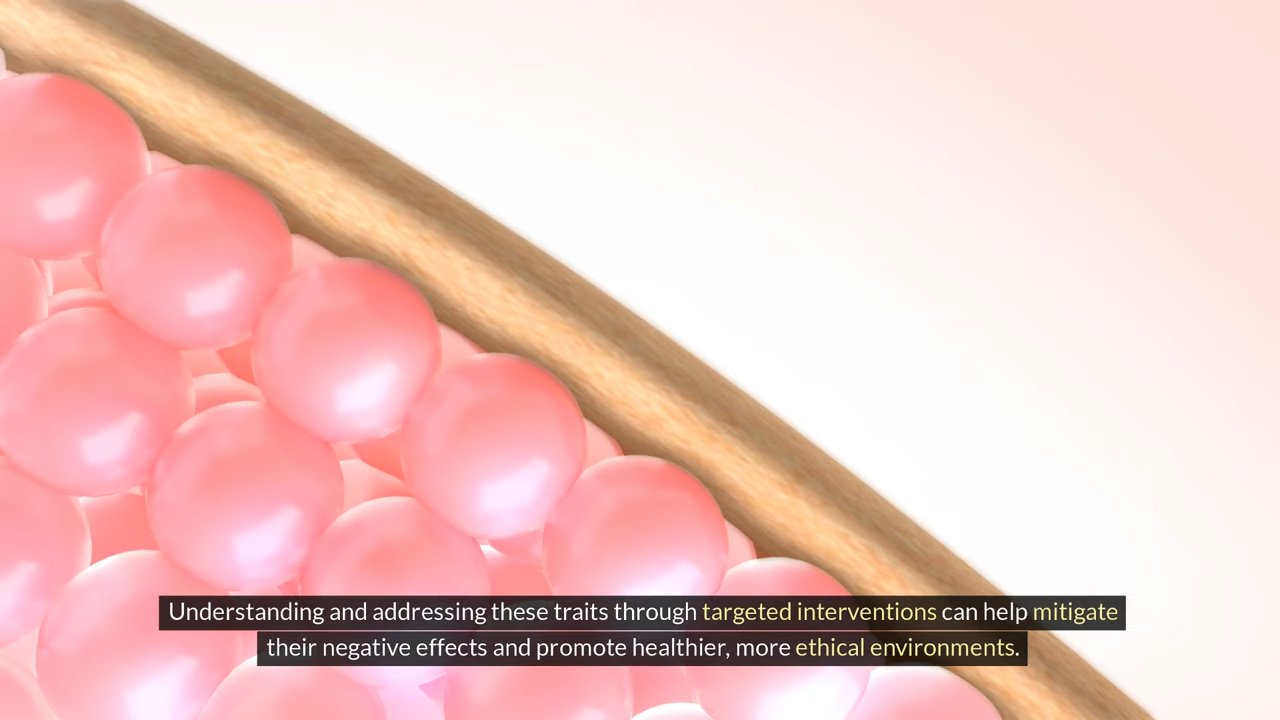 Understanding and addressing these traits through targeted interventions can help mitigate
their negative effects and promote healthier, more ethical environments.